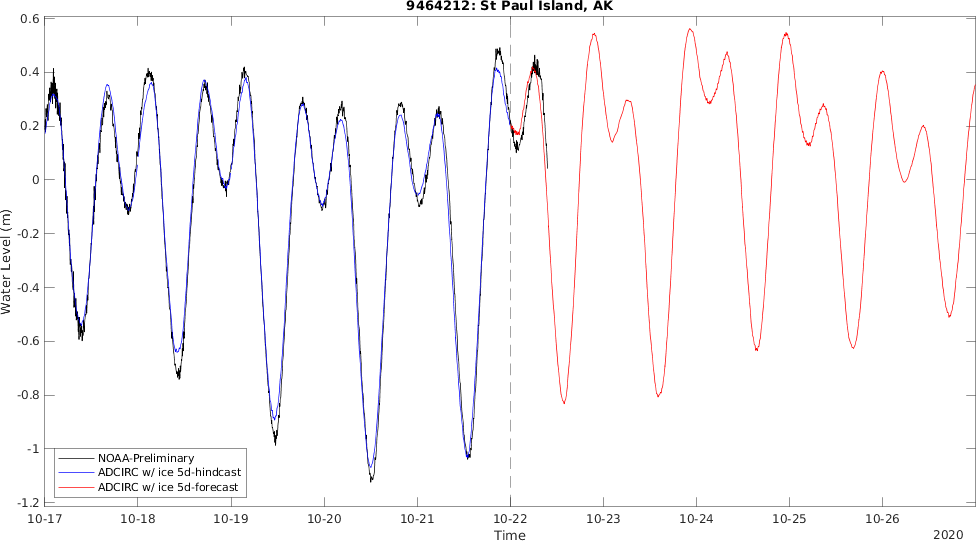 9464212: St Paul Island, AK
0.6
0.4
0.2
0
-0.2
-0.4
-0.6
-0.8
-1
-1.2
Water Level (m)
NOAA-Preliminary
ADCIRC w/ ice 5d-hindcast
ADCIRC w/ ice 5d-forecast
10-17 10-18 10-19 10-20 10-21 10-22 10-23 10-24 10-25 10-26
Time
2020